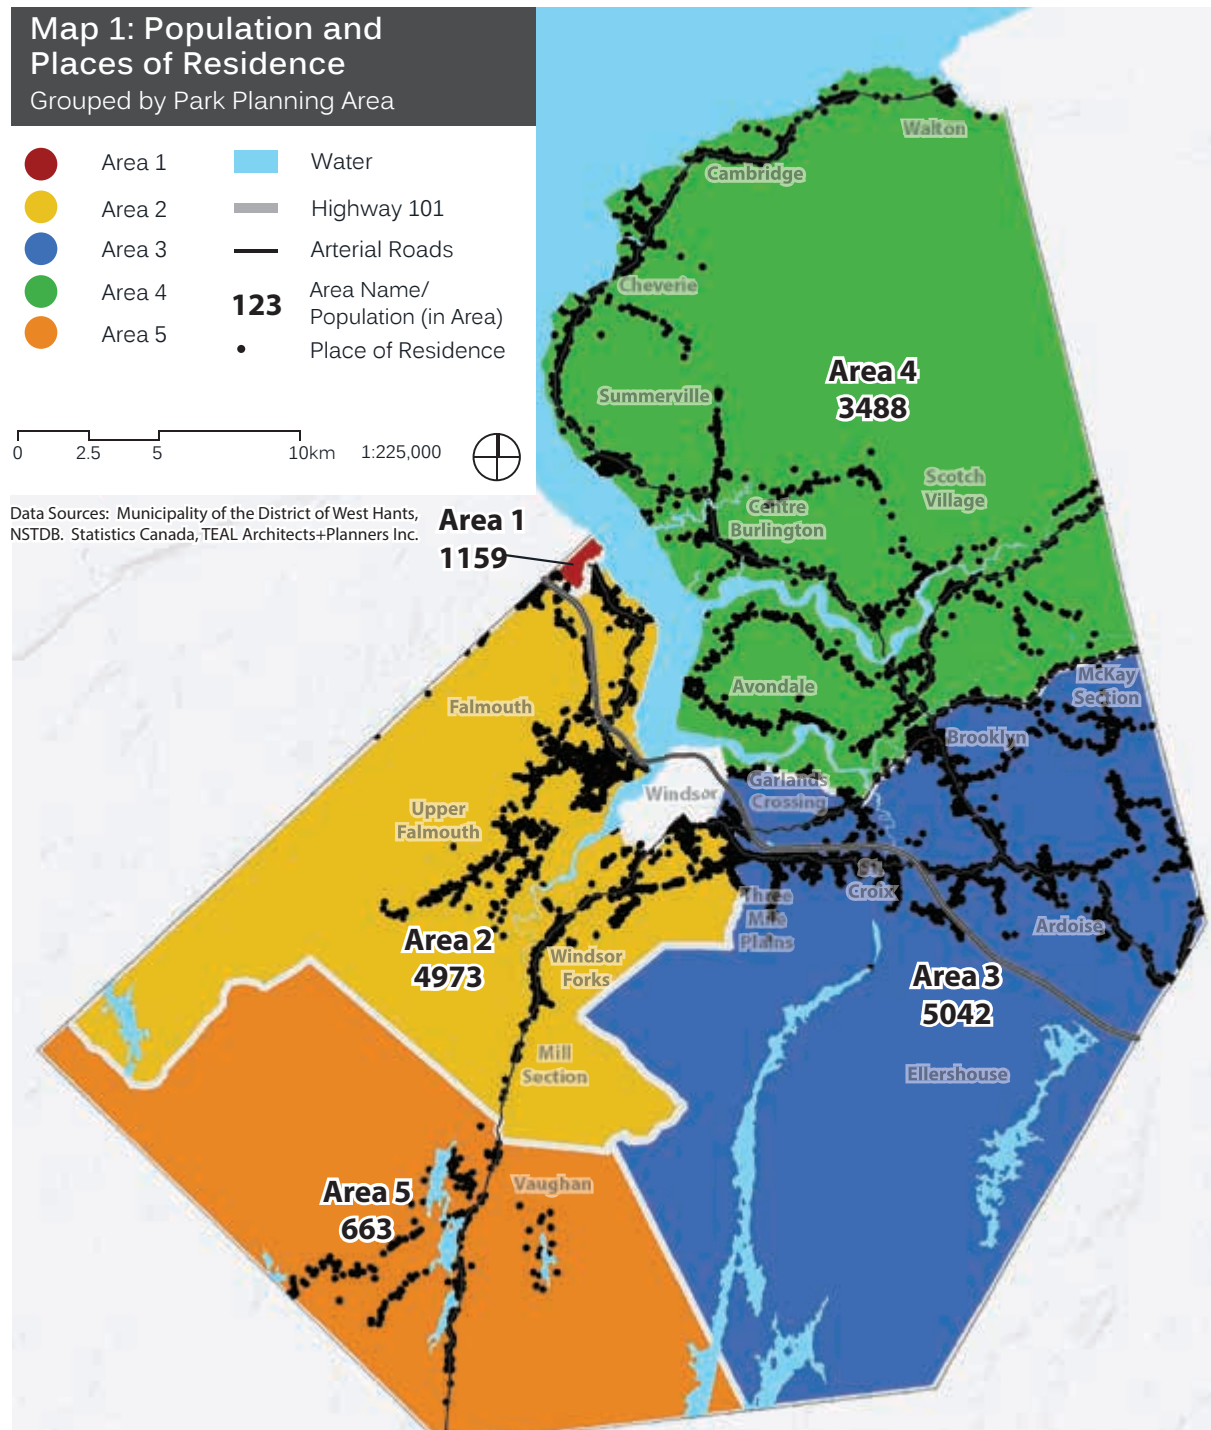 Map 1: Population and
Places of Residence
Grouped by Park Planning Area
Area 1
Area 2
Area 3
Area 4
Area 5
Water
Highway 101
Arterial Roads
123
Area Name/
Population (in Area)
Place of Residence
0
2.5
5
10km
1:225,000
Data Sources: Municipality of the District of West Hants,
NSTDB. Statistics Canada, TEAL Architects+Planners Inc.
Walton
Cambridge
Cheverie
Area 4
3488
Summerville
Scotch
Village
Centre
Burlington
Area 1
1159
Avondale
McKay
Section
Falmouth
Brooklyn
Garlands
Crossing
Windsor
Upper
Falmouth
St.
Croix
Three
Mile
Plains
Ardoise
Area 2
4973
Windsor
Forks
Area 3
5042
Mill
Section
Ellershouse
Vaughan
Area 5
663